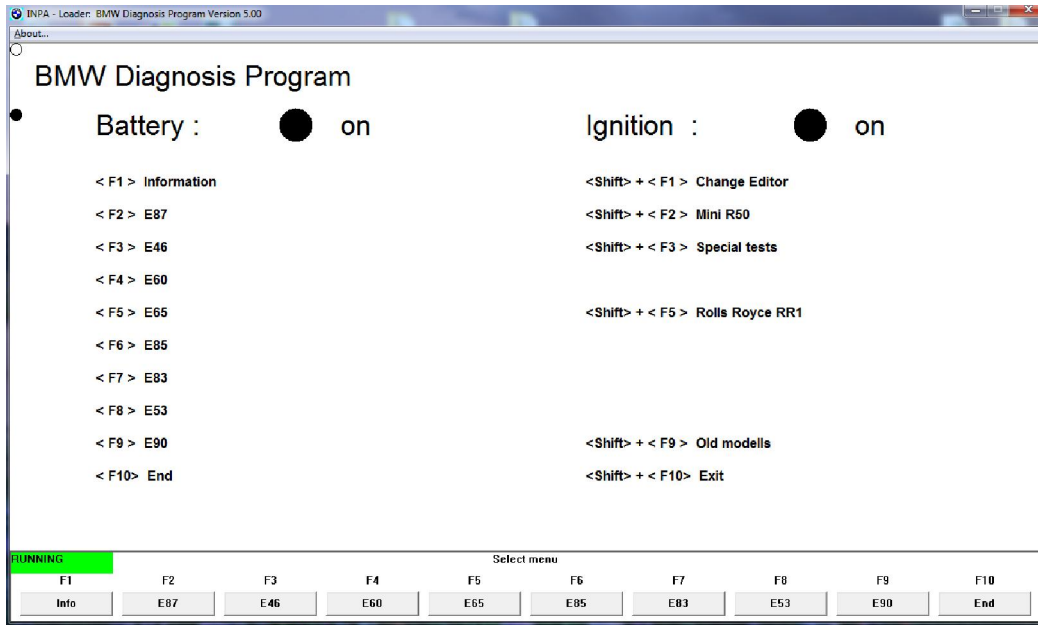 INPA - Loader: BMW Diagnosis Program Version 5.00
About...
BMW Diagnosis Program
Battery : on Ignition : on
< F1 > Information <Shift> + < F1 > Change Editor
< F2 > E87 <Shift> + < F2 > Mini R50
< F3 > E46 <Shift> + < F3 > Special tests
< F4 > E60
< F5 > E65 <Shift> + < F5 > Rolls Royce RR1
< F6 > E85
< F7 > E83
< F8 > E53
< F9 > E90 <Shift> + < F9 > Old modells
< F10> End <Shift> + < F10> Exit
RUNNING Select menu
F1 F2 F3 F4 F5 F6 F7 F8 F9 F10
Info E87 E46 E60 E65 E85 E83 E53 E90 End